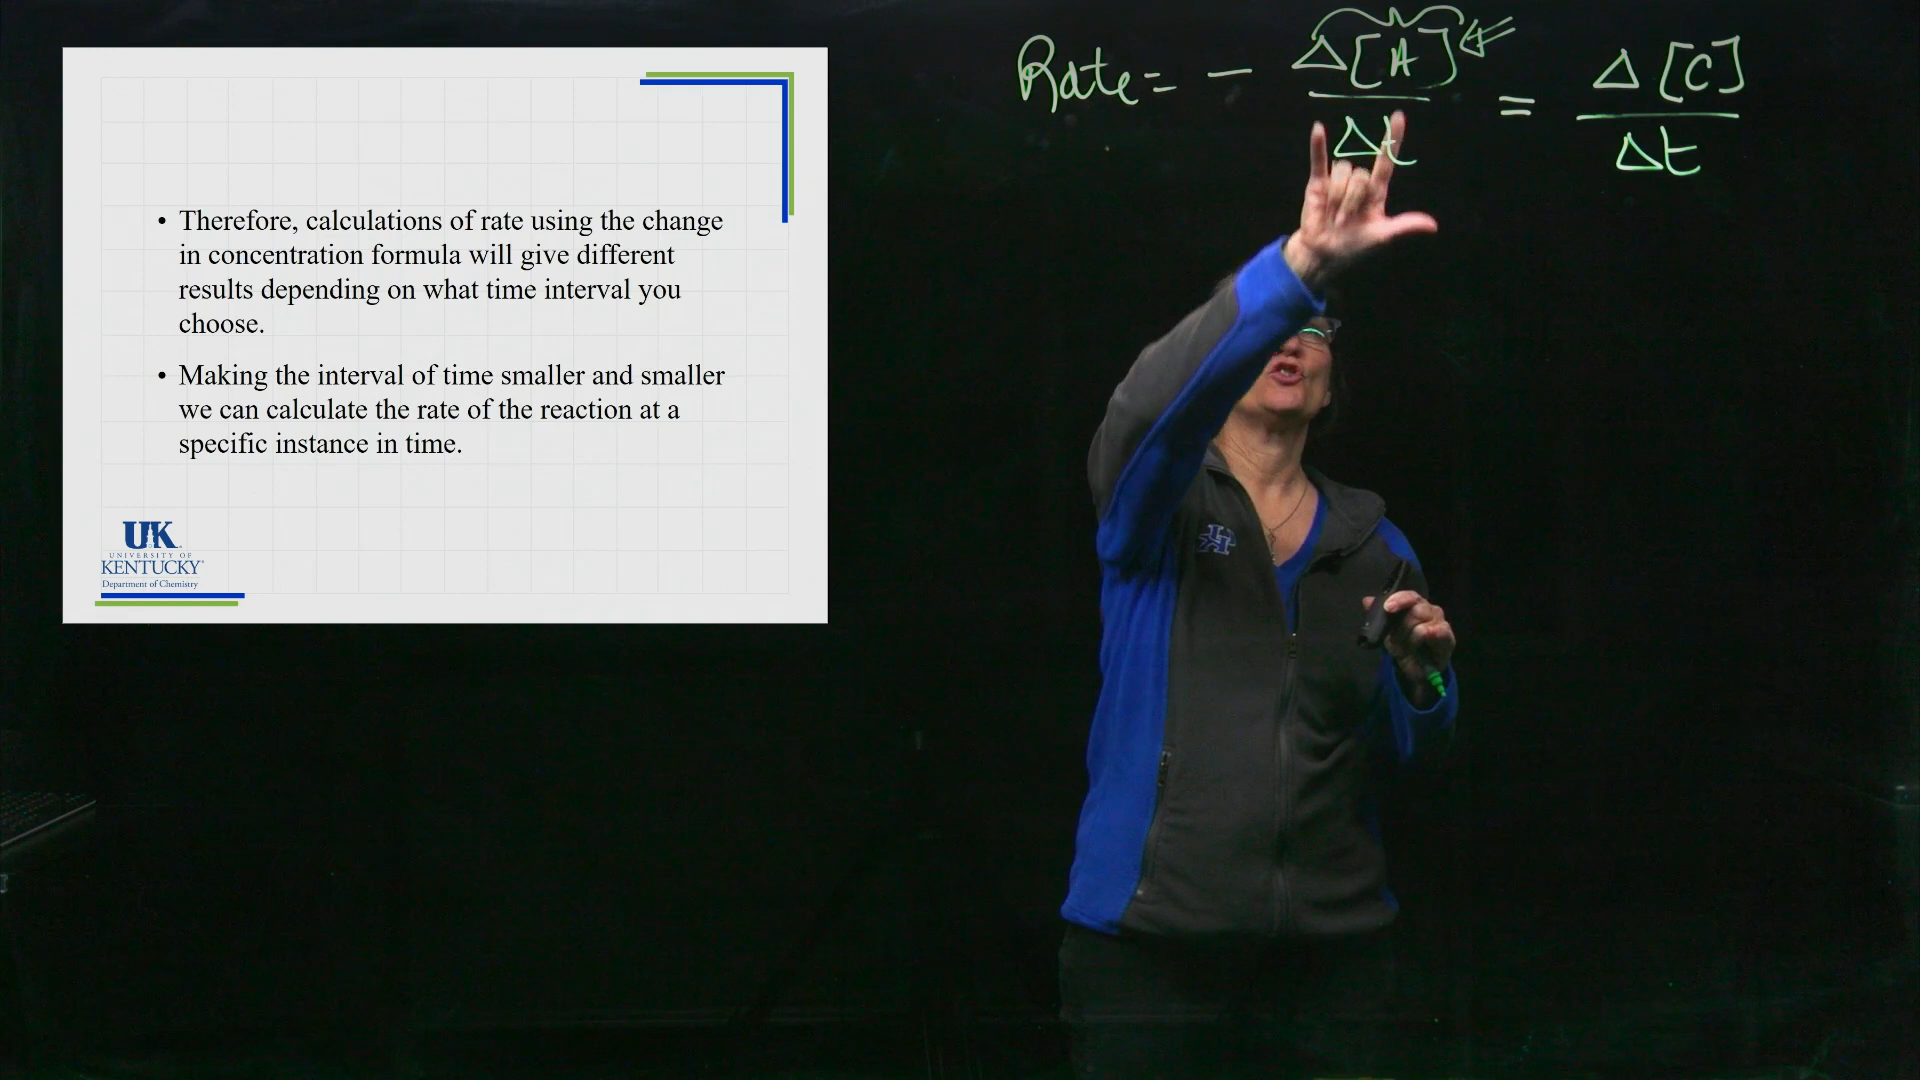 • Therefore, calculations of rate using the change
in concentration formula will give different
results depending on what time interval you
choose.
• Making the interval of time smaller and smaller
we can calculate the rate of the reaction at a
specific instance in time.
UK
UNIVERSITY OF
KENTUCKY
Department of Chemistry
Rate = - Δ[A] / Δt = Δ[C] / Δt
UK